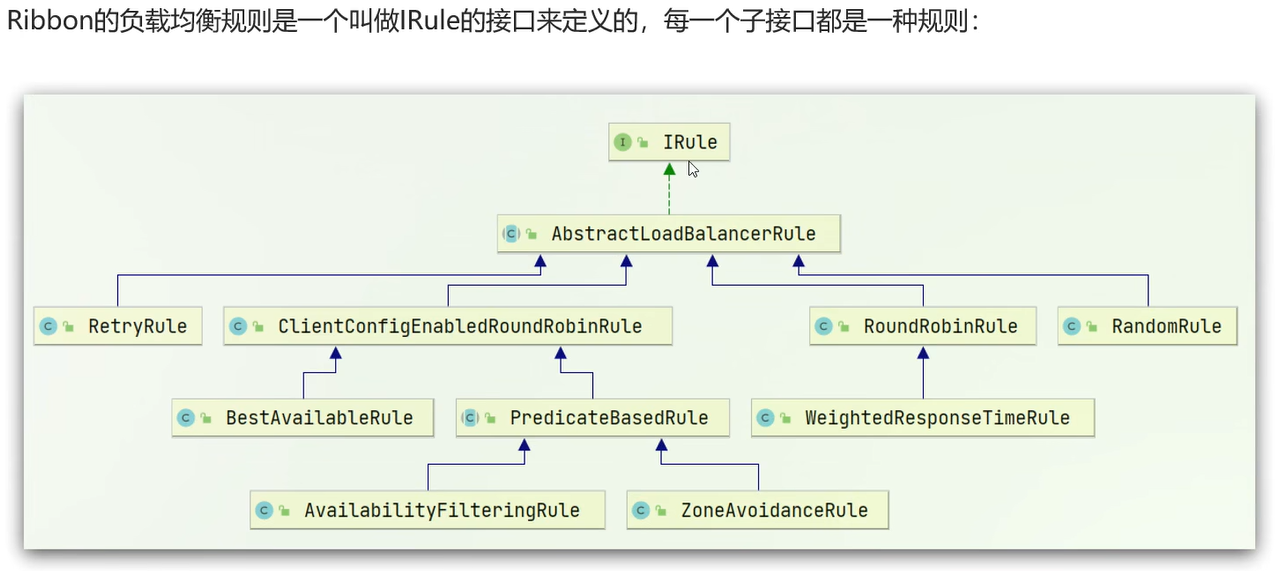 Ribbon的负载均衡规则是一个叫做IRule的接口来定义的，每一个子接口都是一种规则：
I IRule
C AbstractLoadBalancerRule
C RetryRule C ClientConfigEnabledRoundRobinRule C RoundRobinRule C RandomRule
C BestAvailableRule C PredicateBasedRule C WeightedResponseTimeRule
C AvailabilityFilteringRule C ZoneAvoidanceRule